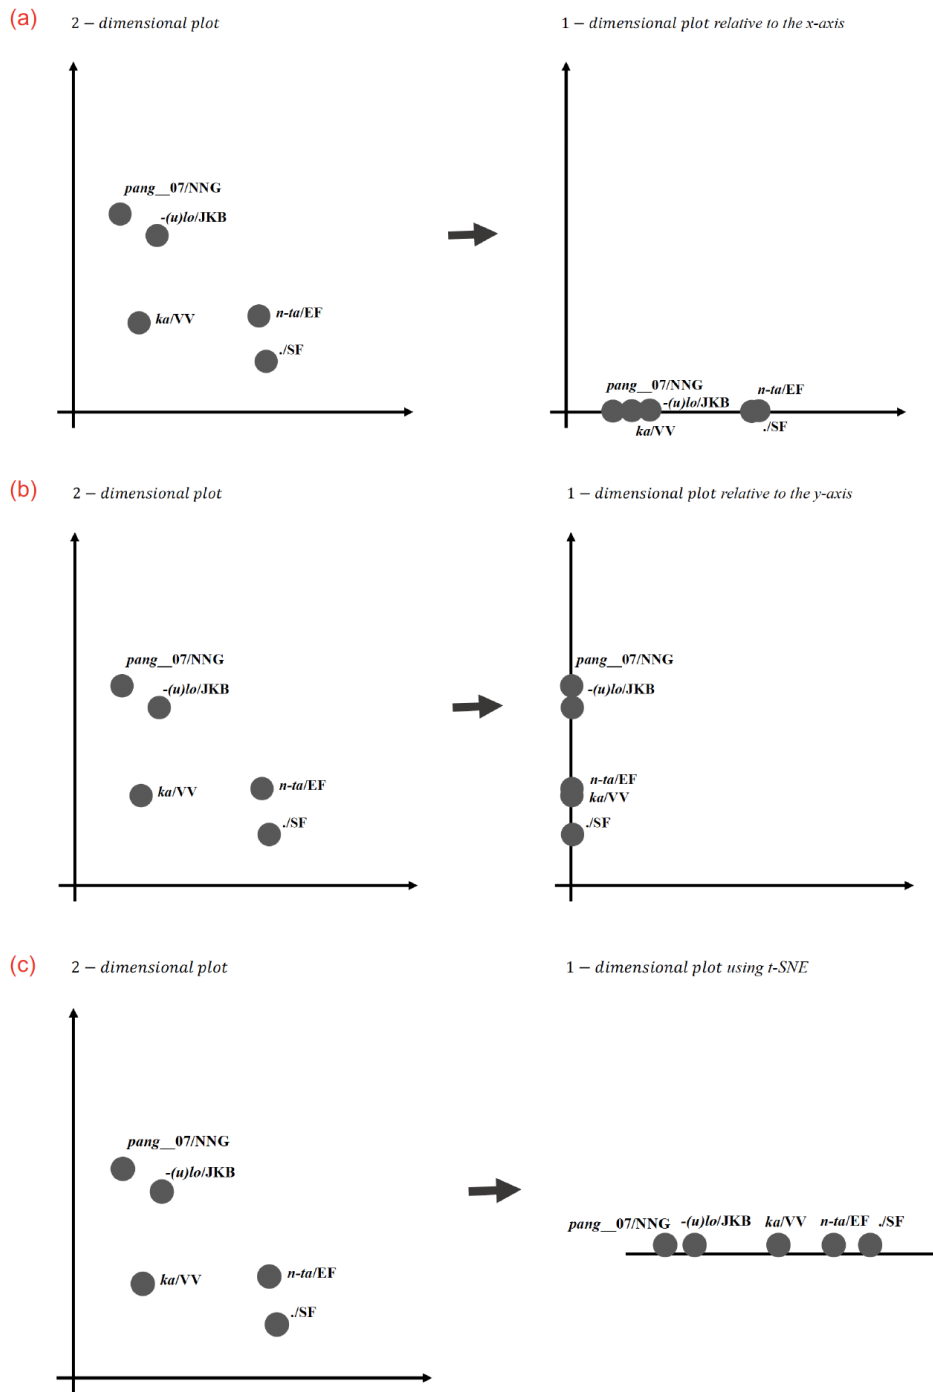 (a)
2 − dimensional plot
1 − dimensional plot relative to the x-axis
pang__07/NNG
-(u)lo/JKB
ka/VV
n-ta/EF
./SF
pang__07/NNG
-(u)lo/JKB
ka/VV
n-ta/EF
./SF
(b)
2 − dimensional plot
1 − dimensional plot relative to the y-axis
pang__07/NNG
-(u)lo/JKB
ka/VV
n-ta/EF
./SF
pang__07/NNG
-(u)lo/JKB
n-ta/EF
ka/VV
./SF
(c)
2 − dimensional plot
1 − dimensional plot using t-SNE
pang__07/NNG
-(u)lo/JKB
ka/VV
n-ta/EF
./SF
pang__07/NNG
-(u)lo/JKB
ka/VV
n-ta/EF
./SF